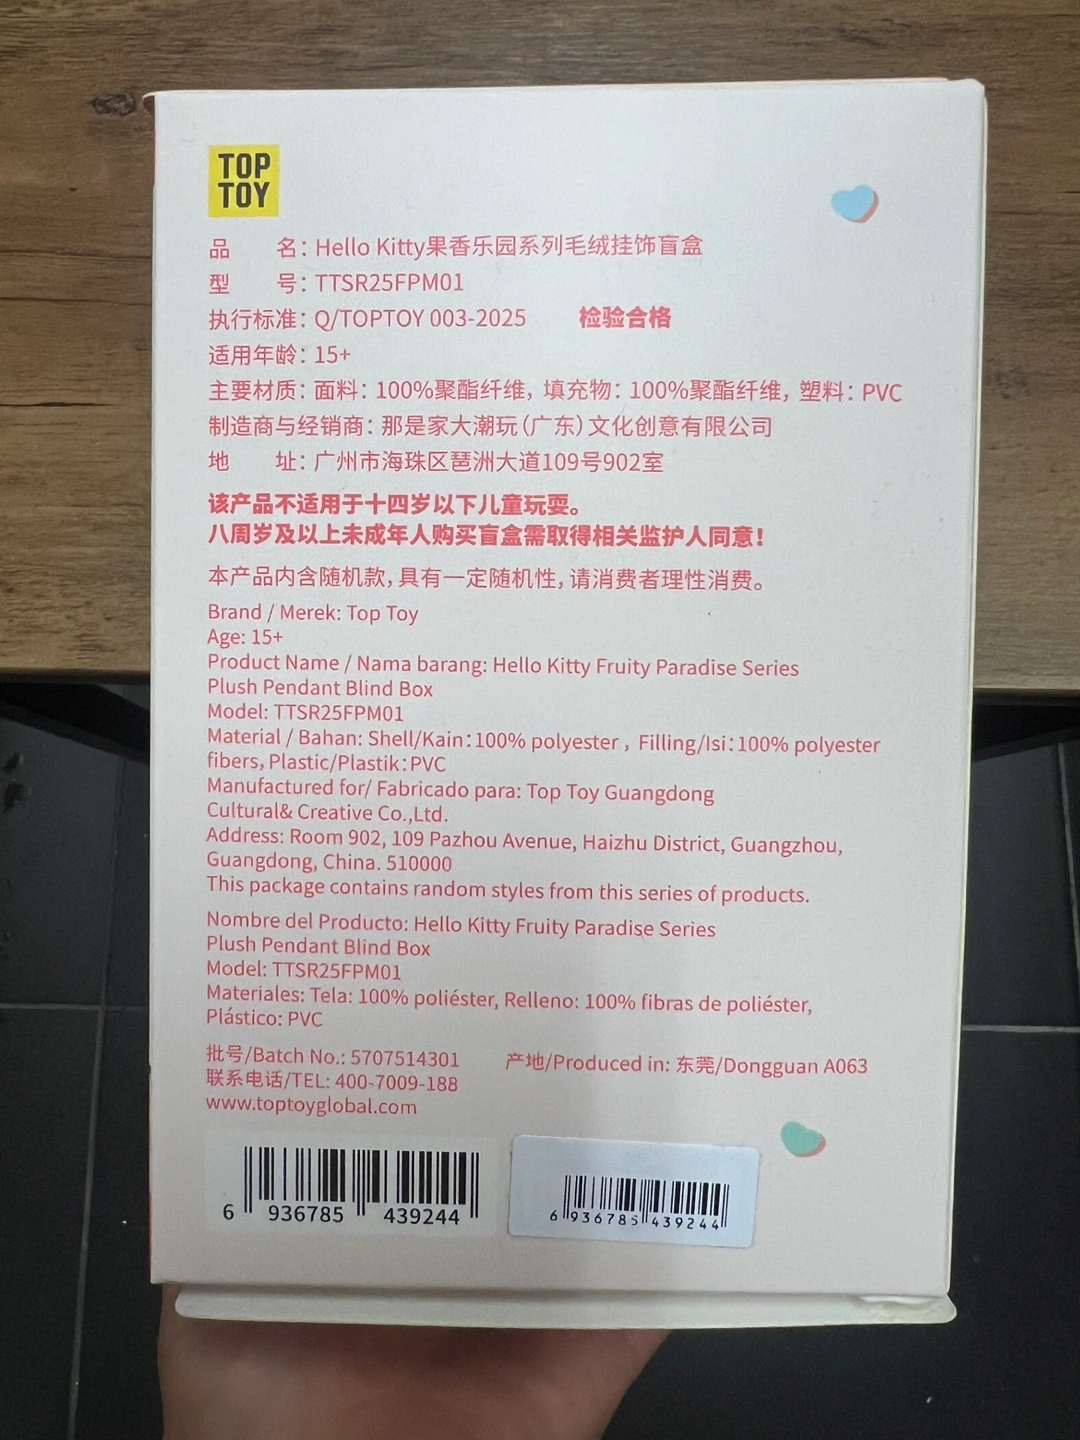 TOP
TOY
品 名：Hello Kitty果香乐园系列毛绒挂饰盲盒
型 号：TTSR25FPM01
执行标准：Q/TOPTOY 003-2025 检验合格
适用年龄：15+
主要材质：面料：100%聚酯纤维，填充物：100%聚酯纤维，塑料：PVC
制造商与经销商：那是家大潮玩（广东）文化创意有限公司
地 址：广州市海珠区琶洲大道109号902室
该产品不适用于十四岁以下儿童玩耍。
八周岁及以上未成年人购买盲盒需取得相关监护人同意！
本产品内含随机款，具有一定随机性，请消费者理性消费。
Brand / Merek: Top Toy
Age: 15+
Product Name / Nama barang: Hello Kitty Fruity Paradise Series
Plush Pendant Blind Box
Model: TTSR25FPM01
Material / Bahan: Shell/Kain：100% polyester , Filling/Isi：100% polyester
fibers, Plastic/Plastik：PVC
Manufactured for/ Fabricado para: Top Toy Guangdong
Cultural& Creative Co.,Ltd.
Address: Room 902, 109 Pazhou Avenue, Haizhu District, Guangzhou,
Guangdong, China. 510000
This package contains random styles from this series of products.
Nombre del Producto: Hello Kitty Fruity Paradise Series
Plush Pendant Blind Box
Model: TTSR25FPM01
Materiales: Tela: 100% poliéster, Relleno: 100% fibras de poliéster,
Plástico: PVC
批号/Batch No.: 5707514301 产地/Produced in: 东莞/Dongguan A063
联系电话/TEL: 400-7009-188
www.toptoyglobal.com
6 936785 439244
6 936785 439244